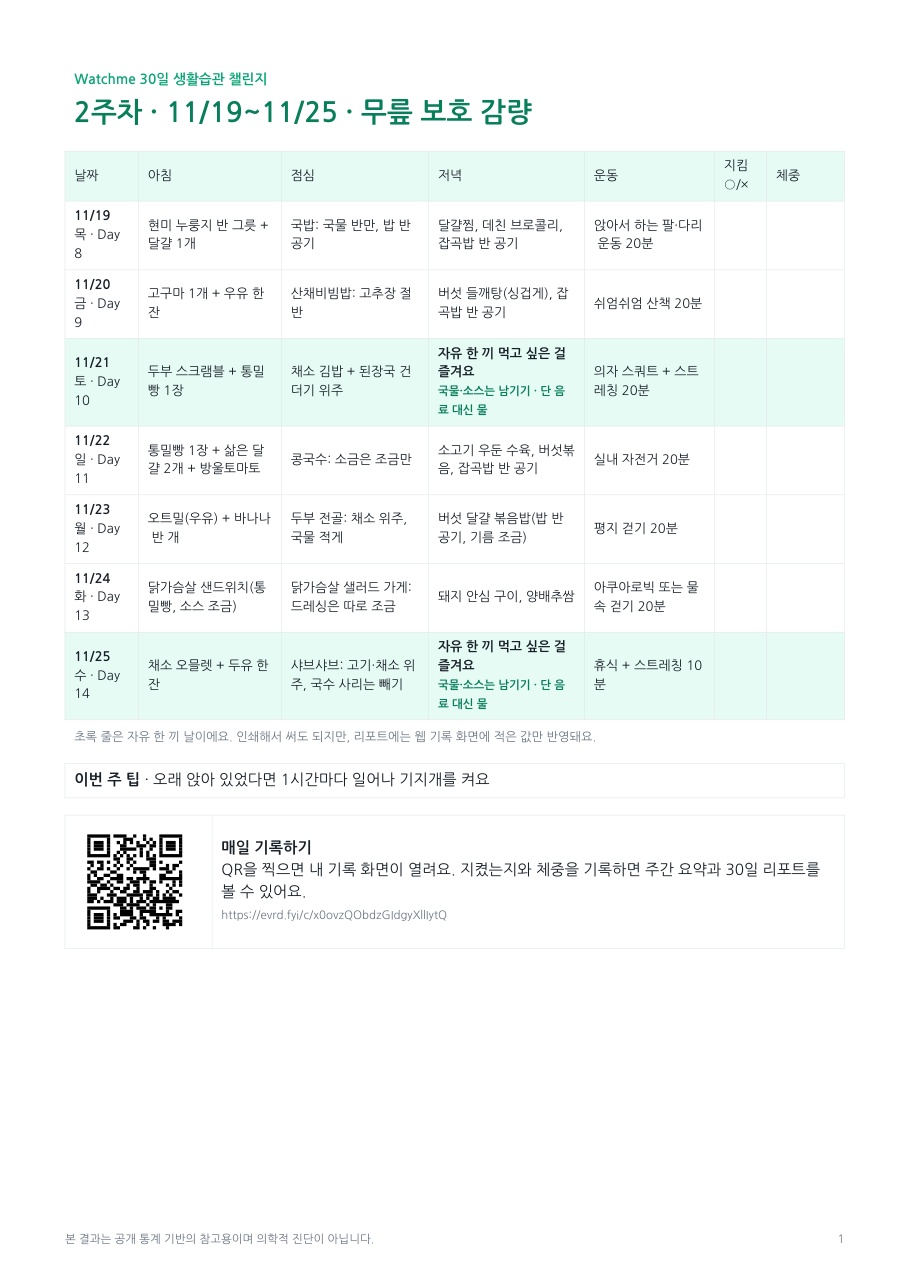 Watchme 30일 생활습관 챌린지
2주차 · 11/19~11/25 · 무릎 보호 감량
날짜 아침 점심 저녁 운동 지킴 ○/× 체중
11/19 목 · Day 8 현미 누룽지 반 그릇 + 달걀 1개 국밥: 국물 반만, 밥 반 공기 달걀찜, 데친 브로콜리, 잡곡밥 반 공기 앉아서 하는 팔·다리 운동 20분
11/20 금 · Day 9 고구마 1개 + 우유 한 잔 산채비빔밥: 고추장 절반 버섯 들깨탕(싱겁게), 잡곡밥 반 공기 쉬엄쉬엄 산책 20분
11/21 토 · Day 10 두부 스크램블 + 통밀빵 1장 채소 김밥 + 된장국 건더기 위주 자유 한 끼 먹고 싶은 걸 즐겨요 국물·소스는 남기기 · 단 음료 대신 물 의자 스쿼트 + 스트레칭 20분
11/22 일 · Day 11 통밀빵 1장 + 삶은 달걀 2개 + 방울토마토 콩국수: 소금은 조금만 소고기 우둔 수육, 버섯볶음, 잡곡밥 반 공기 실내 자전거 20분
11/23 월 · Day 12 오트밀(우유) + 바나나 반 개 두부 전골: 채소 위주, 국물 적게 버섯 달걀 볶음밥(밥 반 공기, 기름 조금) 평지 걷기 20분
11/24 화 · Day 13 닭가슴살 샌드위치(통밀빵, 소스 조금) 닭가슴살 샐러드 가게: 드레싱은 따로 조금 돼지 안심 구이, 양배추쌈 아쿠아로빅 또는 물속 걷기 20분
11/25 수 · Day 14 채소 오믈렛 + 두유 한 잔 샤브샤브: 고기·채소 위주, 국수 사리는 빼기 자유 한 끼 먹고 싶은 걸 즐겨요 국물·소스는 남기기 · 단 음료 대신 물 휴식 + 스트레칭 10분
초록 줄은 자유 한 끼 날이에요. 인쇄해서 써도 되지만, 리포트에는 웹 기록 화면에 적은 값만 반영돼요.
이번 주 팁 · 오래 앉아 있었다면 1시간마다 일어나 기지개를 켜요
매일 기록하기
QR을 찍으면 내 기록 화면이 열려요. 지켰는지와 체중을 기록하면 주간 요약과 30일 리포트를
볼 수 있어요.
본 결과는 공개 통계 기반의 참고용이며 의학적 진단이 아닙니다. 1